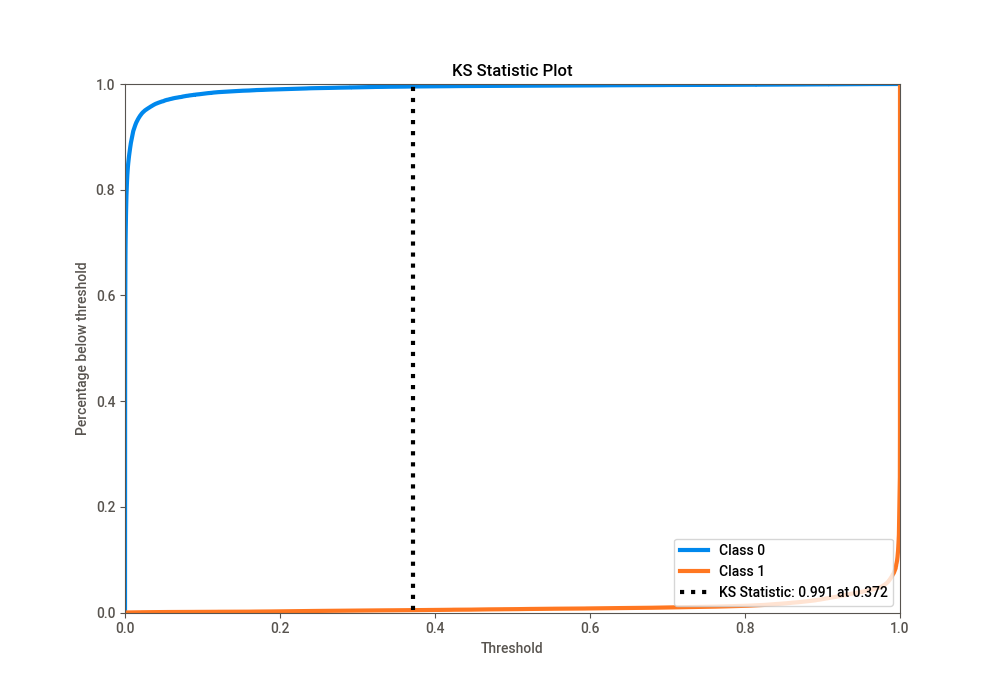 KS Statistic Plot
1.0
0.8
0.6
0.4
0.2
0.0
Percentage below threshold
0.0 0.2 0.4 0.6 0.8 1.0
Threshold
Class 0
Class 1
KS Statistic: 0.991 at 0.372